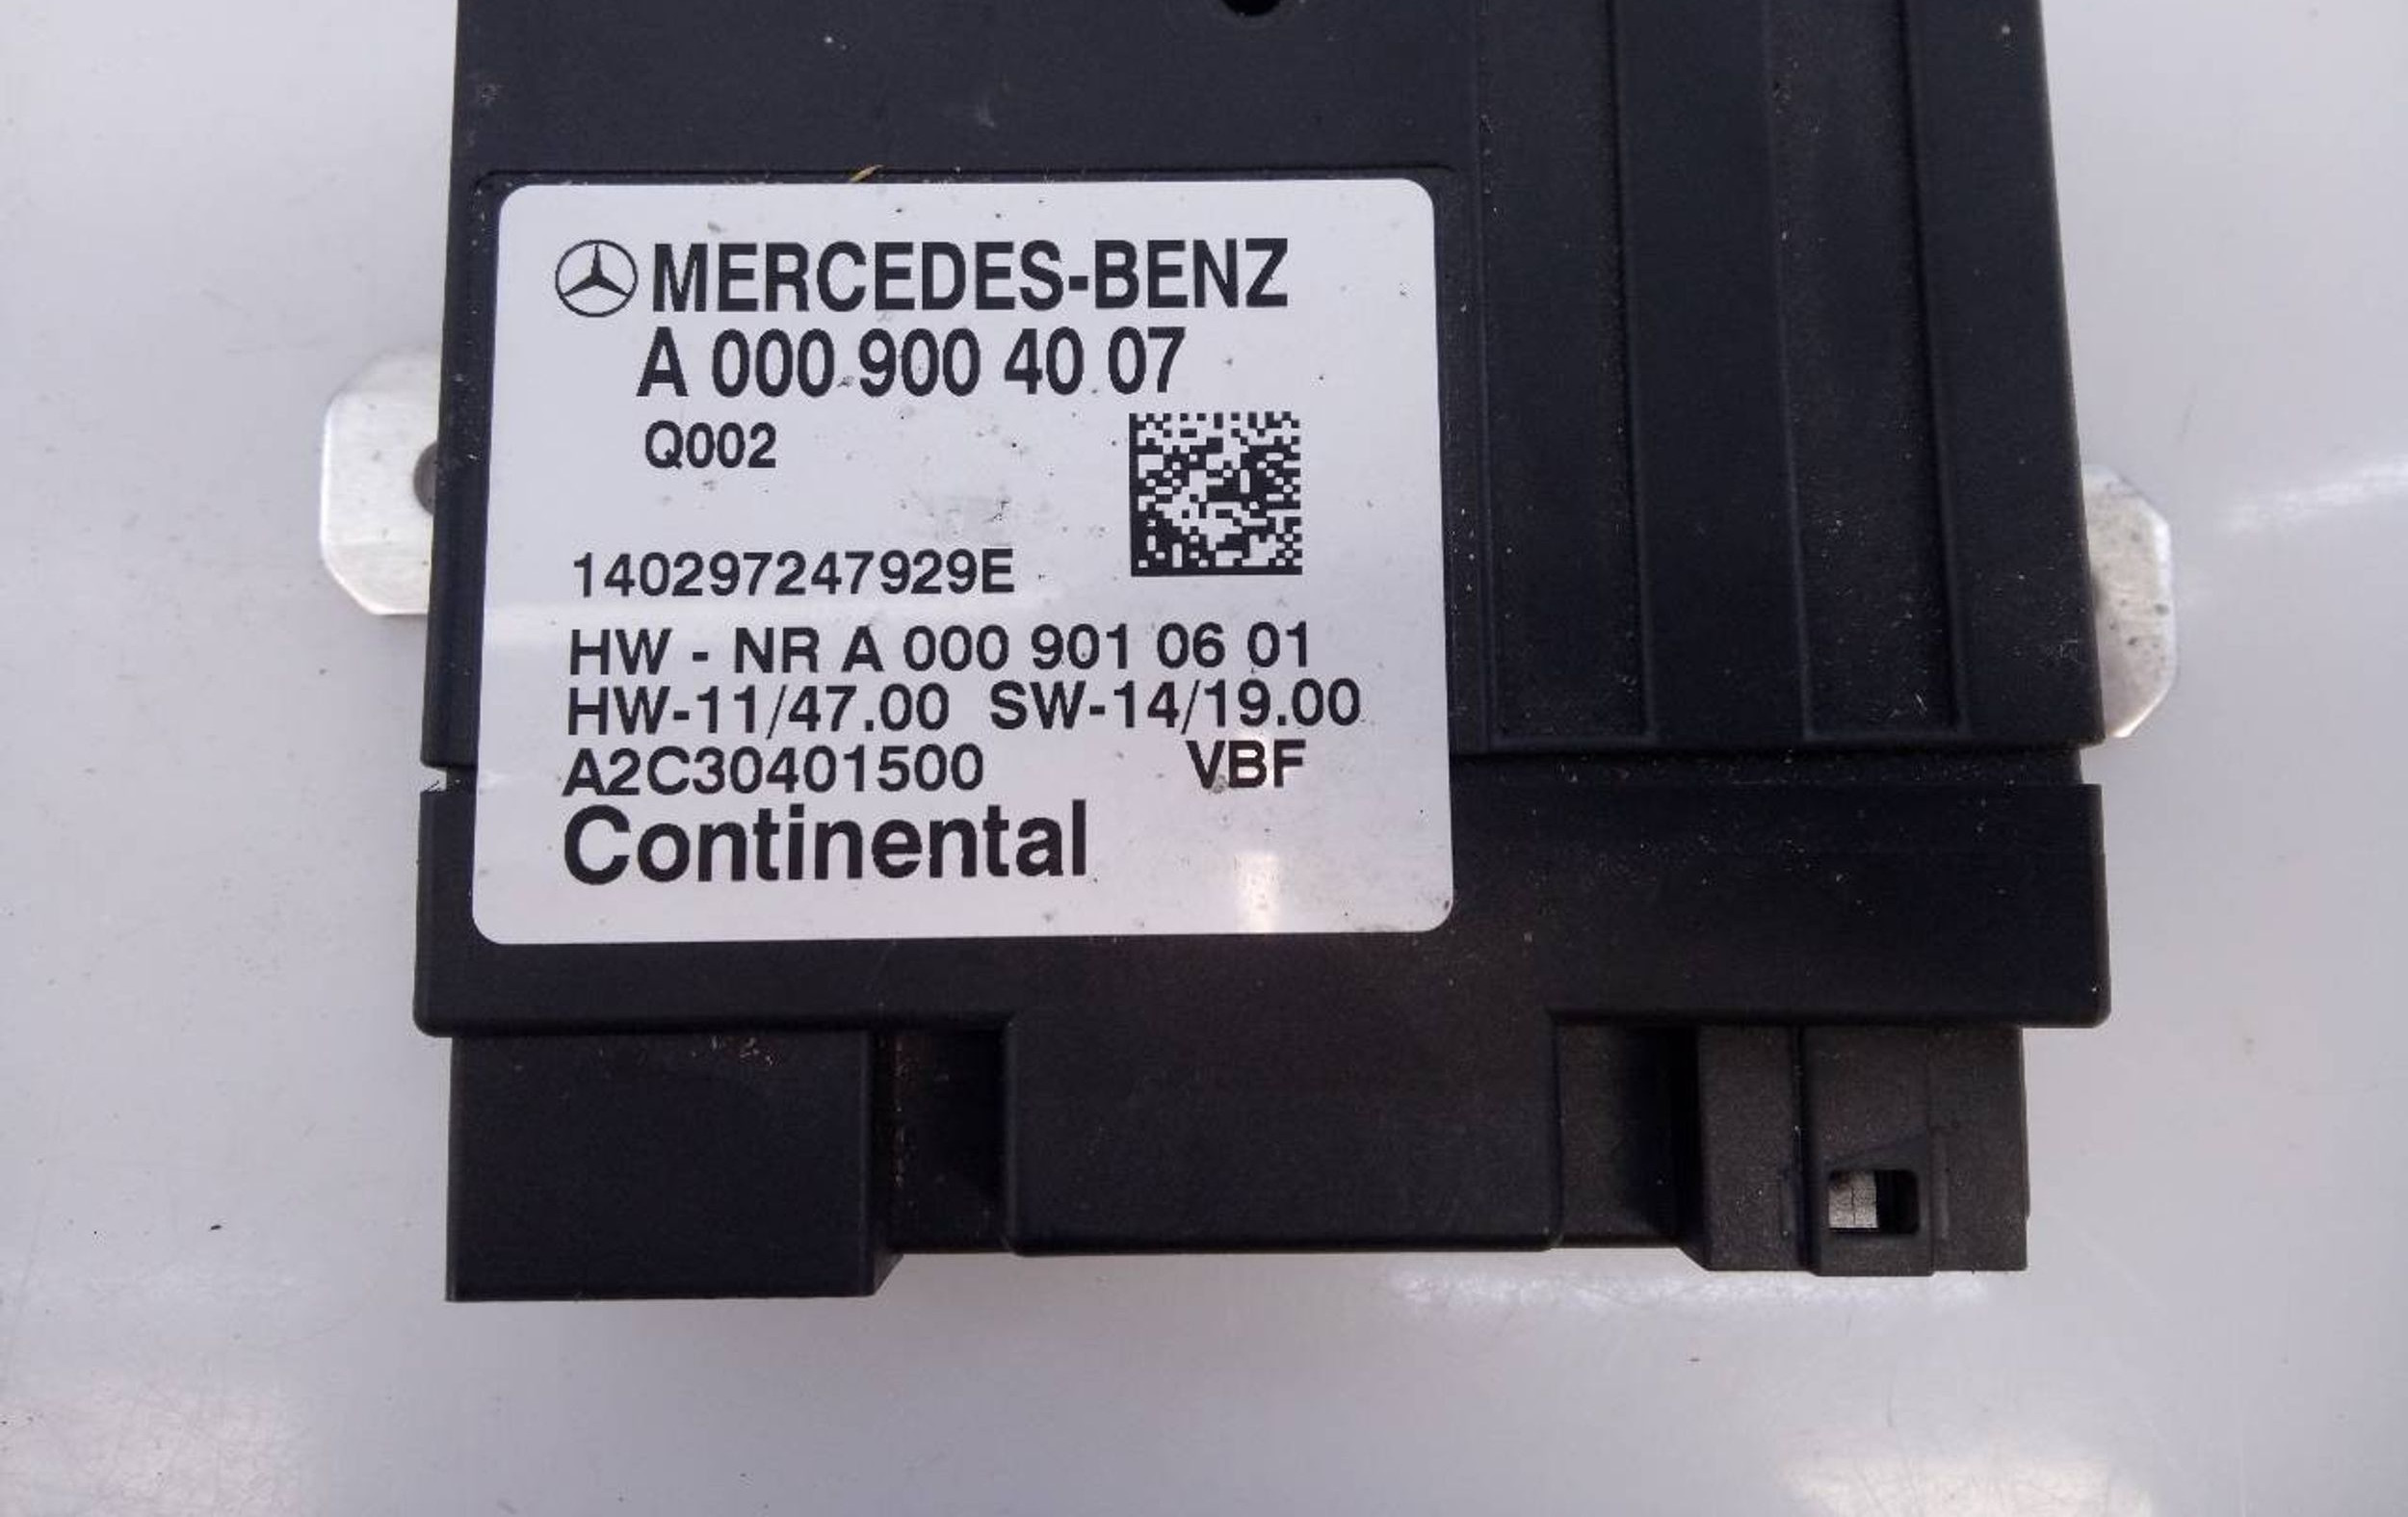 MERCEDES-BENZ
A 000 900 40 07
Q002
140297247929E
HW - NR A 000 901 06 01
HW-11/47.00 SW-14/19.00
A2C30401500 VBF
Continental